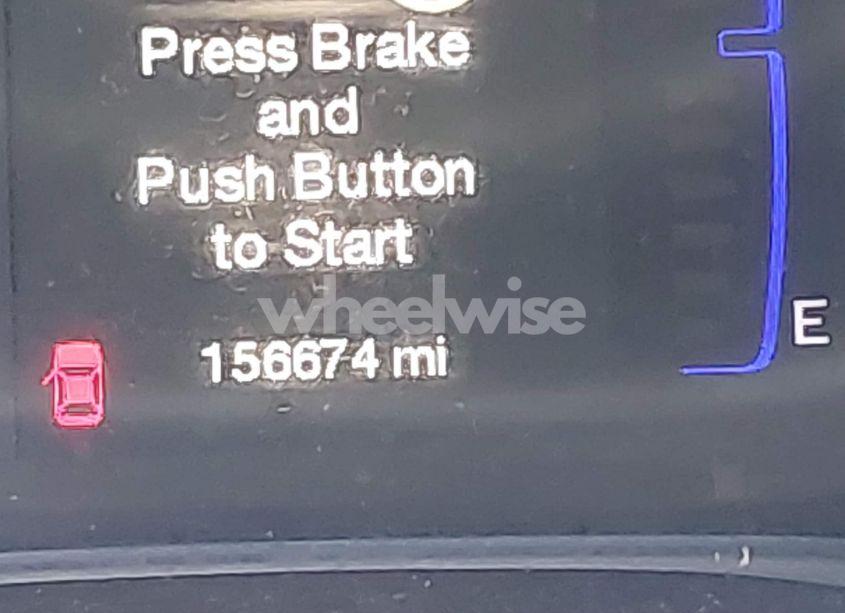 Press Brake
and
Push Button
to Start
wheelwise
156674 mi
E